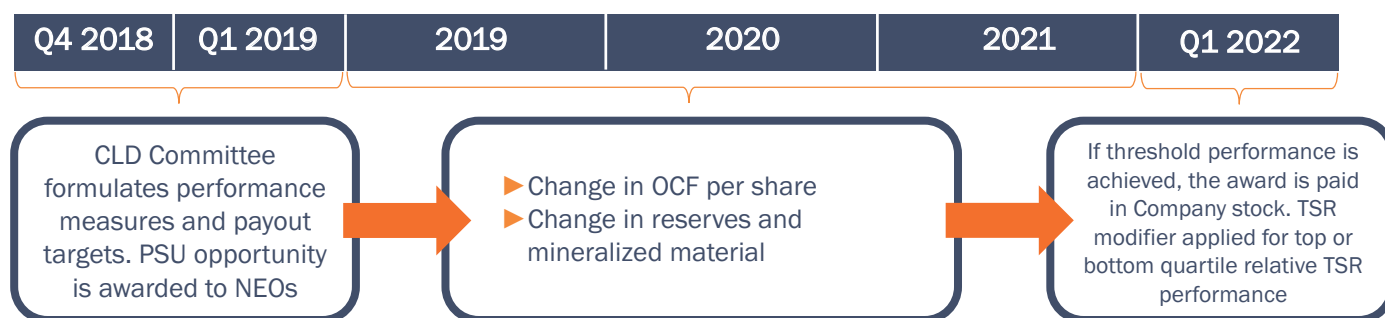 Q4 2018 Q1 2019 2019 2020 2021 Q1 2022
CLD Committee
formulates performance
measures and payout
targets. PSU opportunity
is awarded to NEOs
▶Change in OCF per share
▶Change in reserves and
mineralized material
If threshold performance is
achieved, the award is paid
in Company stock. TSR
modifier applied for top or
bottom quartile relative TSR
performance